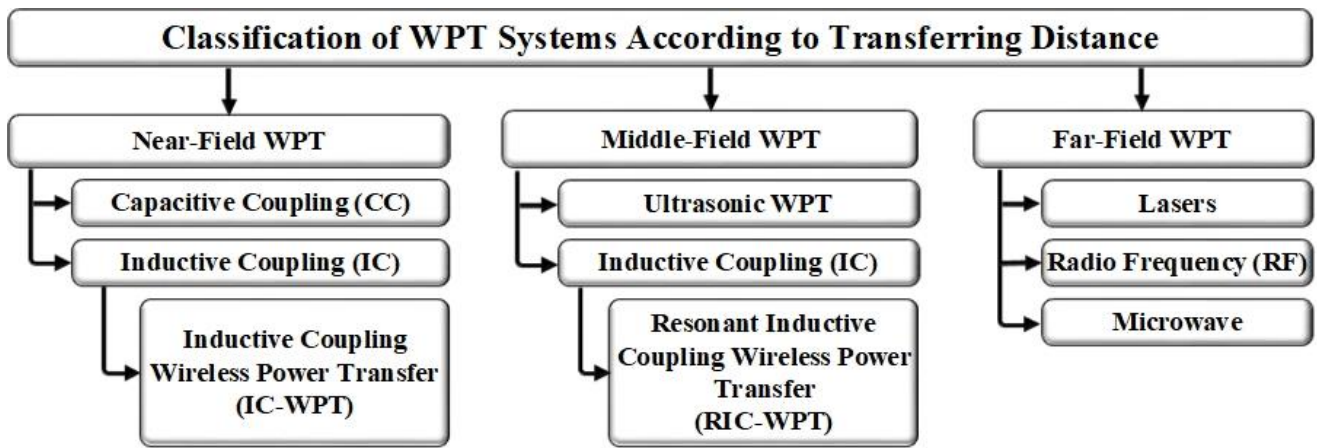 Classification of WPT Systems According to Transferring Distance
Near-Field WPT
Capacitive Coupling (CC)
Inductive Coupling (IC)
Inductive Coupling
Wireless Power Transfer
(IC-WPT)
Middle-Field WPT
Ultrasonic WPT
Inductive Coupling (IC)
Resonant Inductive
Coupling Wireless Power
Transfer
(RIC-WPT)
Far-Field WPT
Lasers
Radio Frequency (RF)
Microwave